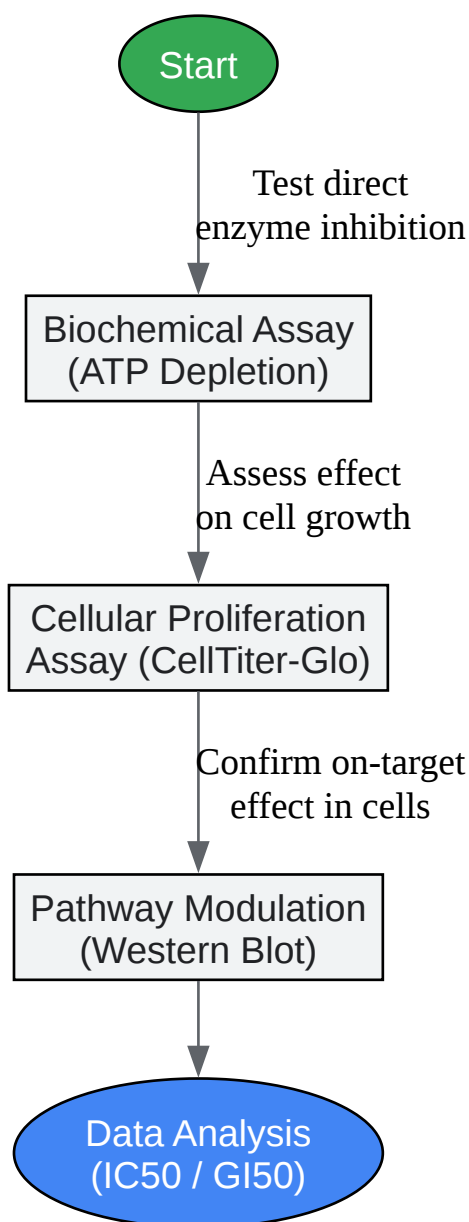 Start
Test direct
enzyme inhibition
Biochemical Assay
(ATP Depletion)
Assess effect
on cell growth
Cellular Proliferation
Assay (CellTiter-Glo)
Confirm on-target
effect in cells
Pathway Modulation
(Western Blot)
Data Analysis
(IC50 / GI50)